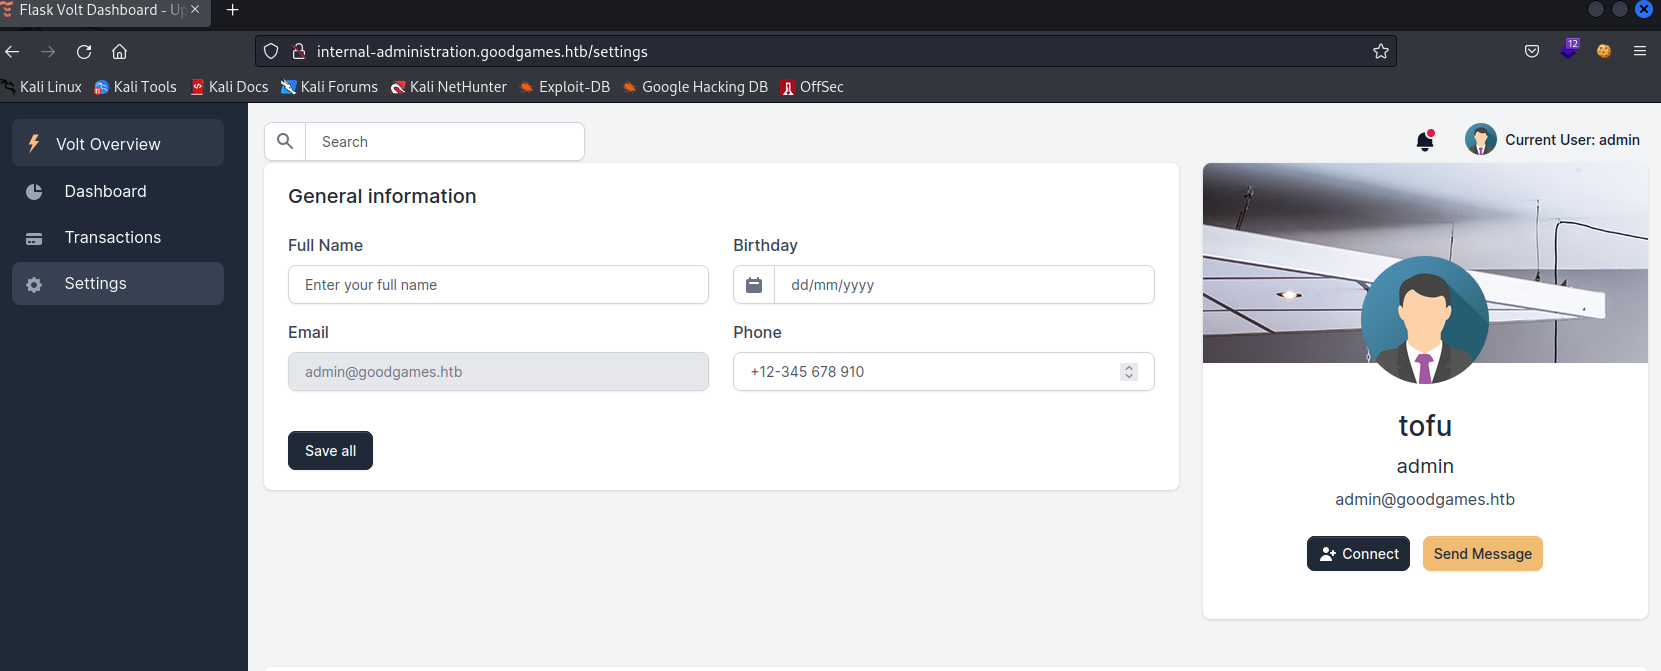 Flask Volt Dashboard - Up
internal-administration.goodgames.htb/settings
12
Kali Linux Kali Tools Kali Docs Kali Forums Kali NetHunter Exploit-DB Google Hacking DB OffSec
Volt Overview
Dashboard
Transactions
Settings
Search
Current User: admin
General information
Full Name
Enter your full name
Birthday
dd/mm/yyyy
Email
admin@goodgames.htb
Phone
+12-345 678 910
Save all
tofu
admin
admin@goodgames.htb
Connect
Send Message